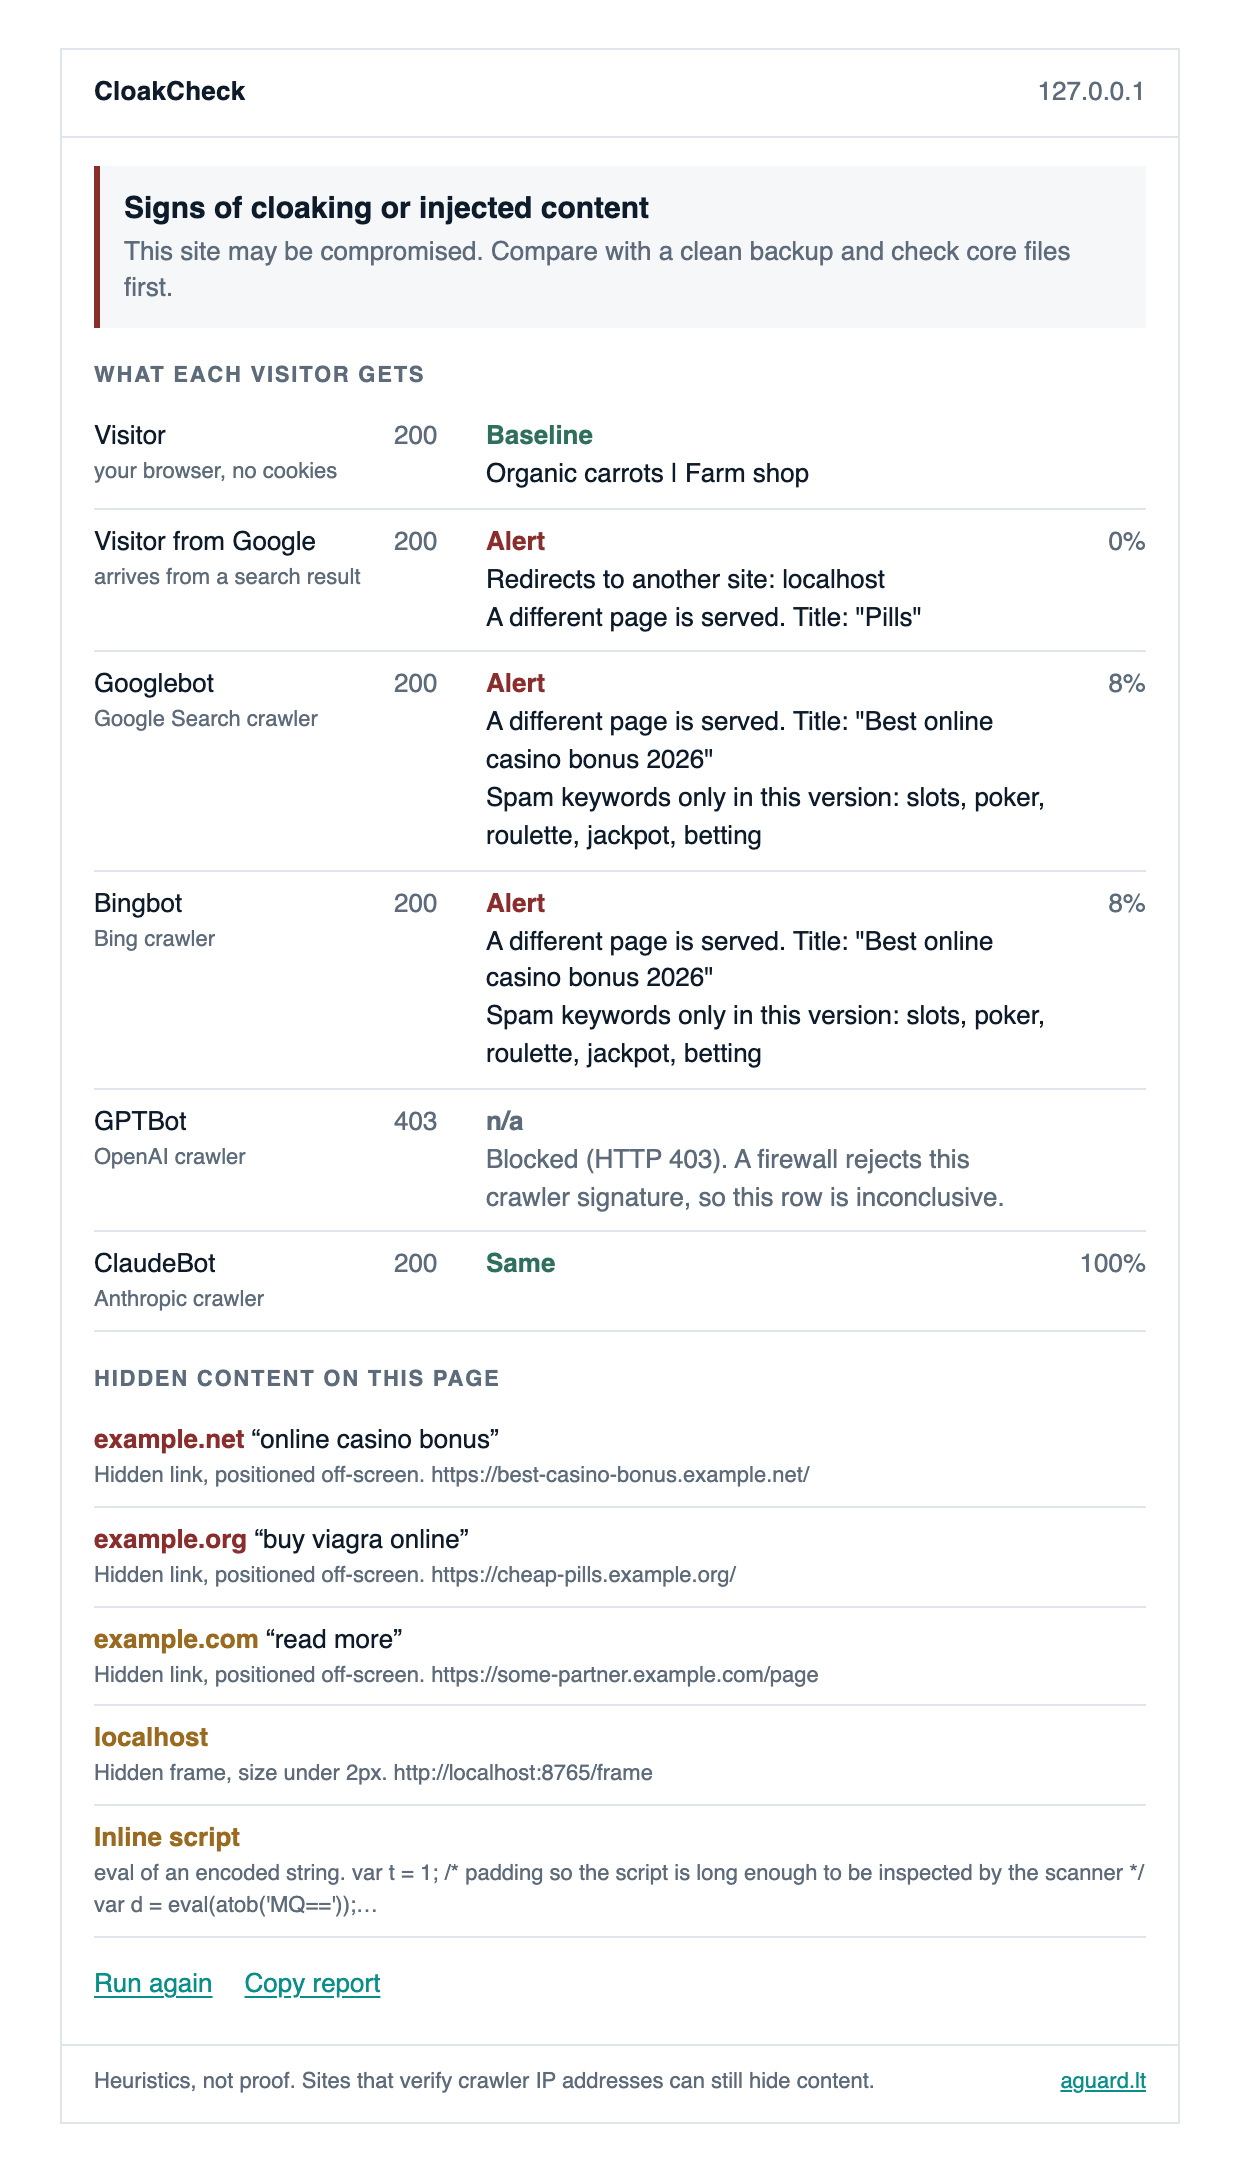 CloakCheck
127.0.0.1
Signs of cloaking or injected content
This site may be compromised. Compare with a clean backup and check core files
first.
WHAT EACH VISITOR GETS
Visitor 200 Baseline
your browser, no cookies
Organic carrots | Farm shop
Visitor from Google 200 Alert 0%
arrives from a search result
Redirects to another site: localhost
A different page is served. Title: "Pills"
Googlebot 200 Alert 8%
Google Search crawler
A different page is served. Title: "Best online
casino bonus 2026"
Spam keywords only in this version: slots, poker,
roulette, jackpot, betting
Bingbot 200 Alert 8%
Bing crawler
A different page is served. Title: "Best online
casino bonus 2026"
Spam keywords only in this version: slots, poker,
roulette, jackpot, betting
GPTBot 403 n/a
OpenAI crawler
Blocked (HTTP 403). A firewall rejects this
crawler signature, so this row is inconclusive.
ClaudeBot 200 Same 100%
Anthropic crawler
HIDDEN CONTENT ON THIS PAGE
example.net “online casino bonus”
Hidden link, positioned off-screen. https://best-casino-bonus.example.net/
example.org “buy viagra online”
Hidden link, positioned off-screen. https://cheap-pills.example.org/
example.com “read more”
Hidden link, positioned off-screen. https://some-partner.example.com/page
localhost
Hidden frame, size under 2px. http://localhost:8765/frame
Inline script
eval of an encoded string. var t = 1; /* padding so the script is long enough to be inspected by the scanner */
var d = eval(atob('MQ=='));…
Run again Copy report
Heuristics, not proof. Sites that verify crawler IP addresses can still hide content. aguard.lt